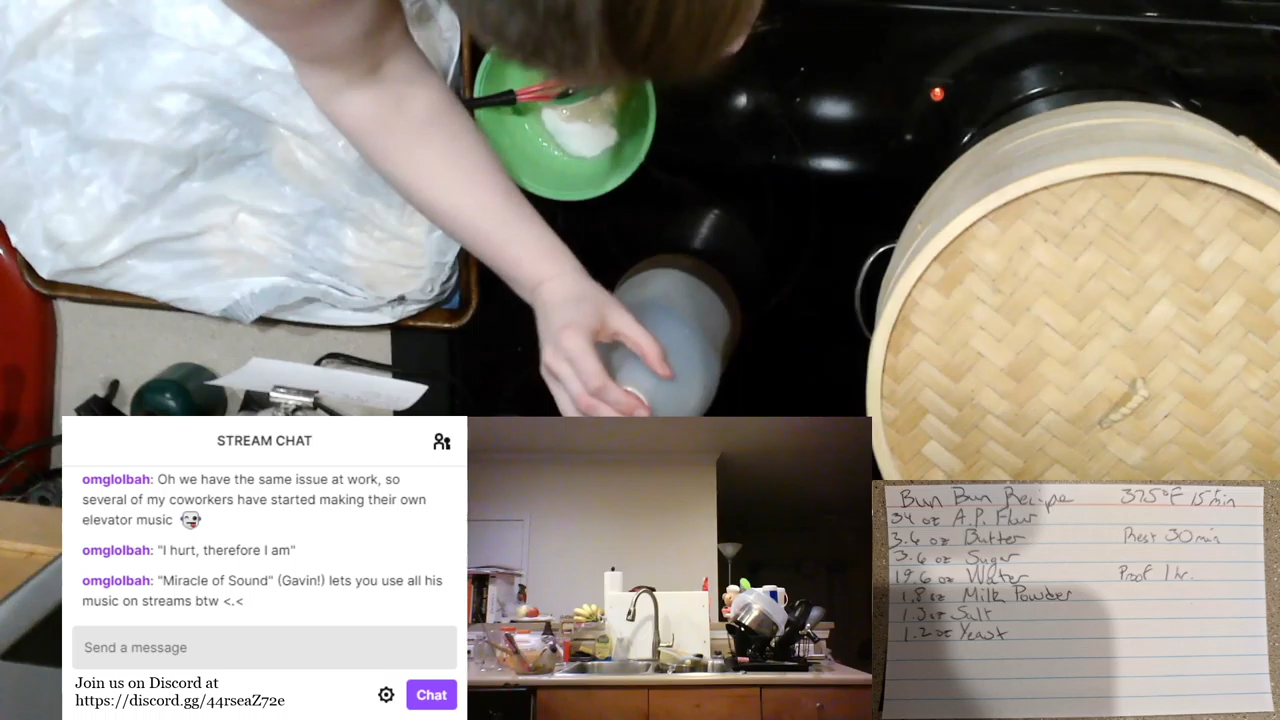 STREAM CHAT
omglolbah: Oh we have the same issue at work, so
several of my coworkers have started making their own
elevator music
omglolbah: "I hurt, therefore I am"
omglolbah: "Miracle of Sound" (Gavin!) lets you use all his
music on streams btw <.<
Send a message
Join us on Discord at
https://discord.gg/44rseaZ72e
Chat
Bun Bun Recipe 375°F 15 min
34 oz A.P. Flour
3.6 oz Butter Rest 30 min
3.6 oz Sugar
19.6 oz Water Proof 1 hr.
1.8 oz Milk Powder
Salt
1.2 oz Yeast